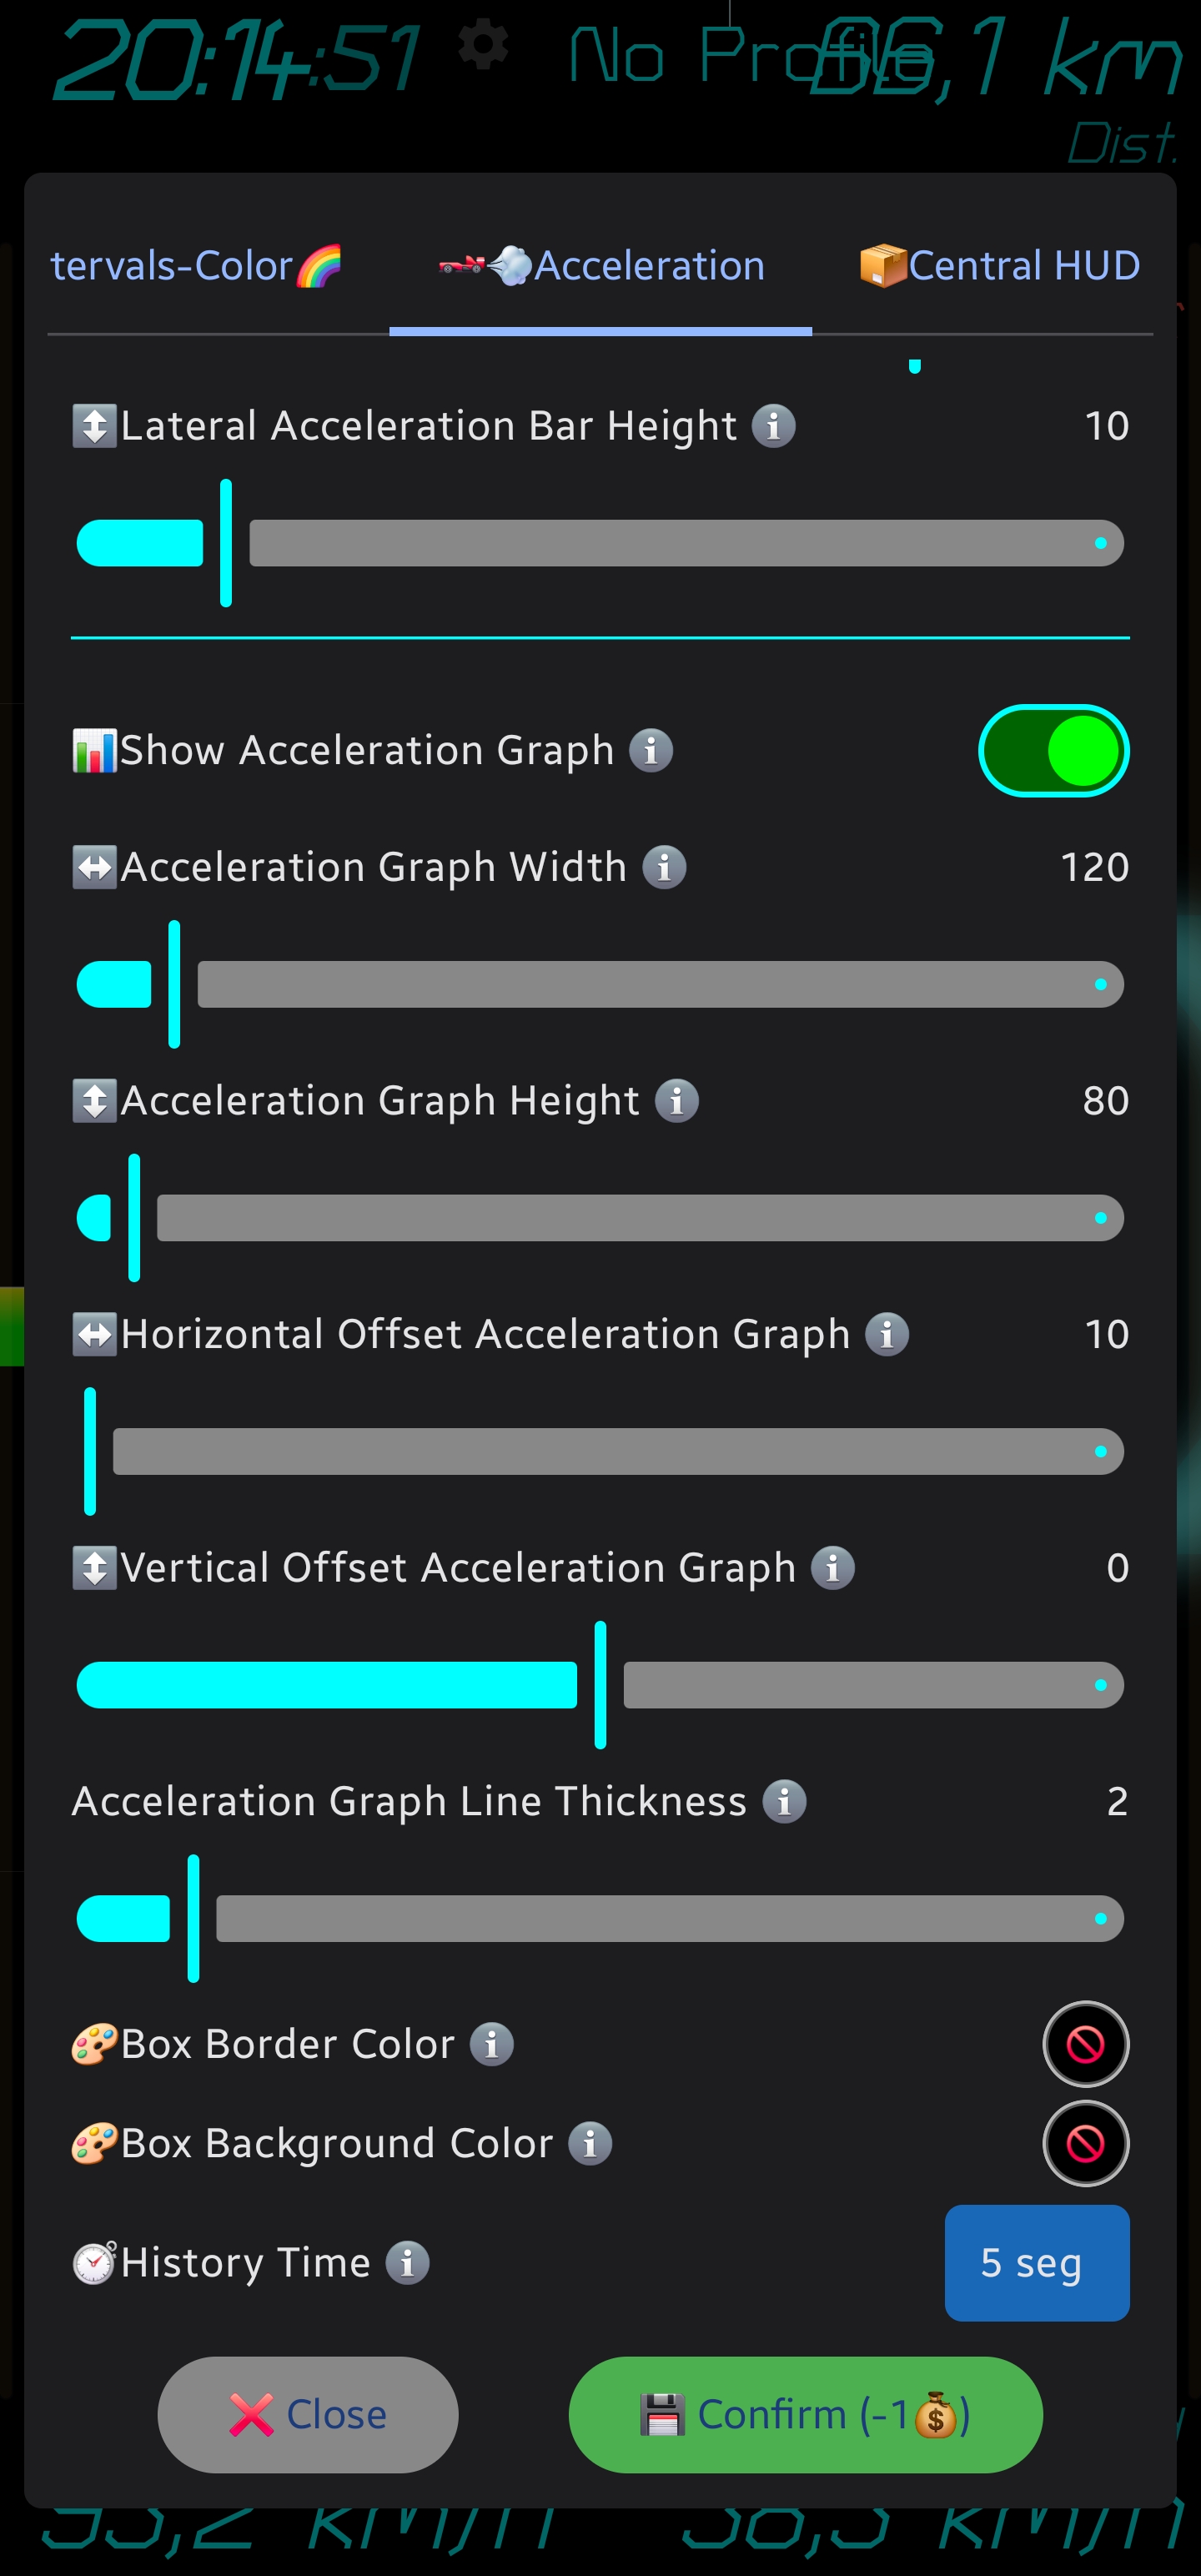 20:14:51 No Profile 66,1 km
Dist.
tervals-Color Acceleration Central HUD
Lateral Acceleration Bar Height 10
Show Acceleration Graph
Acceleration Graph Width 120
Acceleration Graph Height 80
Horizontal Offset Acceleration Graph 10
Vertical Offset Acceleration Graph 0
Acceleration Graph Line Thickness 2
Box Border Color
Box Background Color
History Time 5 seg
Close Confirm (-1💰)
km/h km/h